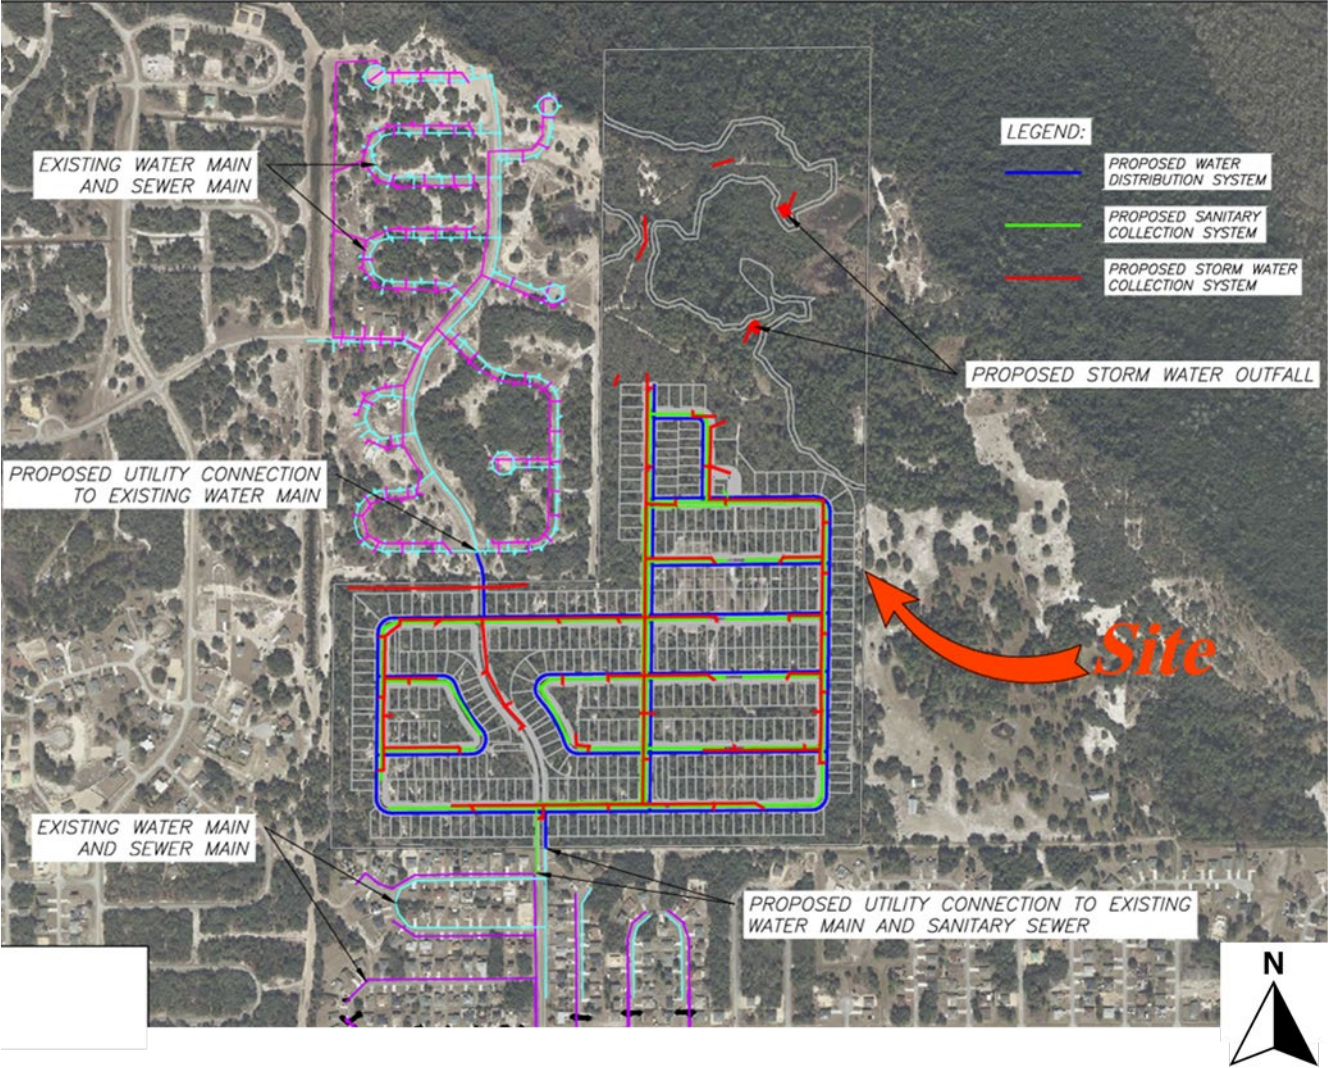 EXISTING WATER MAIN
AND SEWER MAIN
LEGEND:
PROPOSED WATER
DISTRIBUTION SYSTEM
PROPOSED SANITARY
COLLECTION SYSTEM
PROPOSED STORM WATER
COLLECTION SYSTEM
PROPOSED STORM WATER OUTFALL
PROPOSED UTILITY CONNECTION
TO EXISTING WATER MAIN
Site
EXISTING WATER MAIN
AND SEWER MAIN
PROPOSED UTILITY CONNECTION TO EXISTING
WATER MAIN AND SANITARY SEWER
N